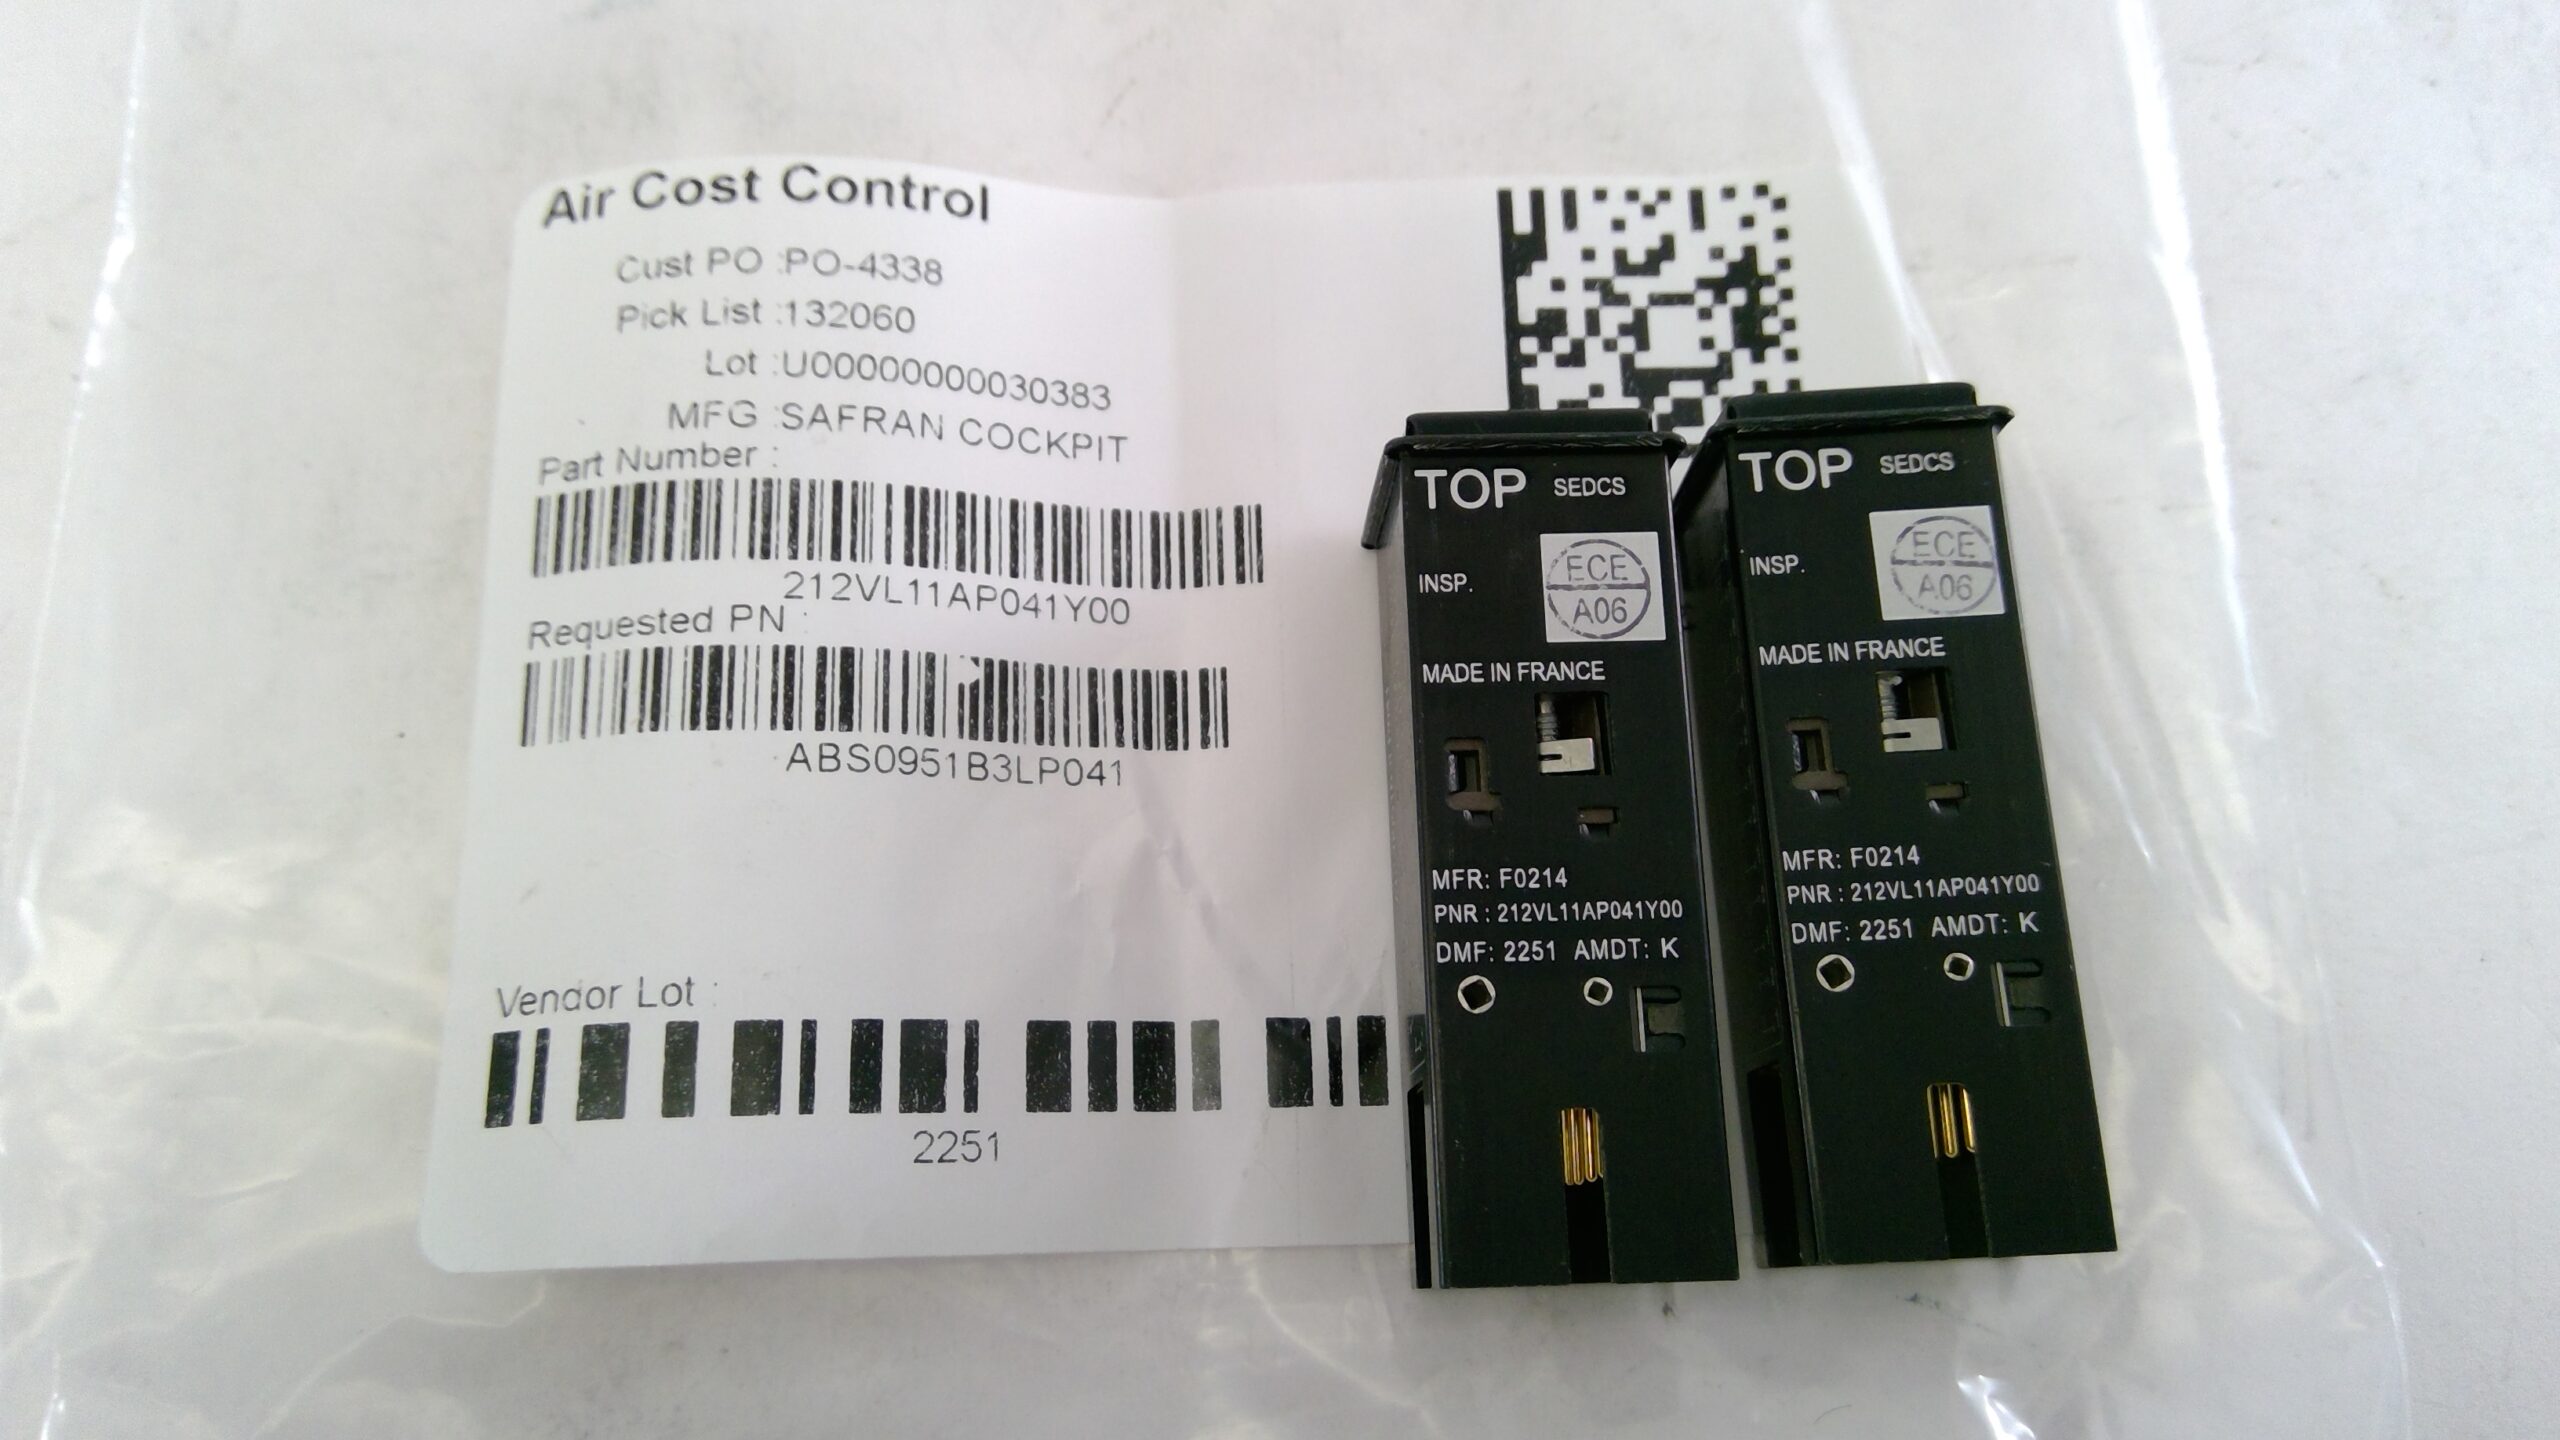 Air Cost Control
Cust PO :PO-4338
Pick List :132060
Lot :U00000000030383
MFG :SAFRAN COCKPIT
Part Number :
212VL11AP041Y00
Requested PN :
ABS0951B3LP041
Vendor Lot :
2251
TOP SEDCS
INSP.
ECE
A06
MADE IN FRANCE
MFR: F0214
PNR : 212VL11AP041Y00
DMF: 2251 AMDT: K
TOP SEDCS
INSP.
ECE
A06
MADE IN FRANCE
MFR: F0214
PNR : 212VL11AP041Y00
DMF: 2251 AMDT: K